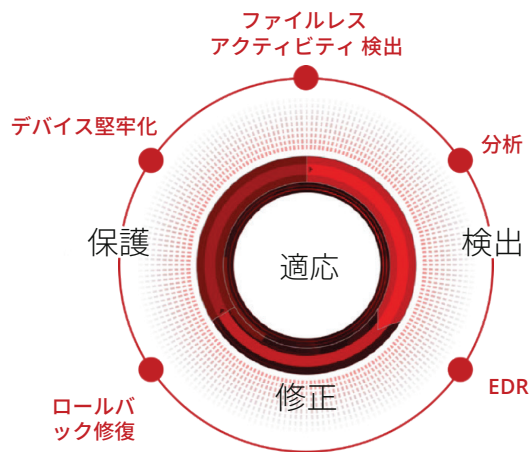 ファイルレス
アクティビティ 検出
デバイス堅牢化
分析
保護
検出
適応
修正
EDR
ロールバ
ック修復